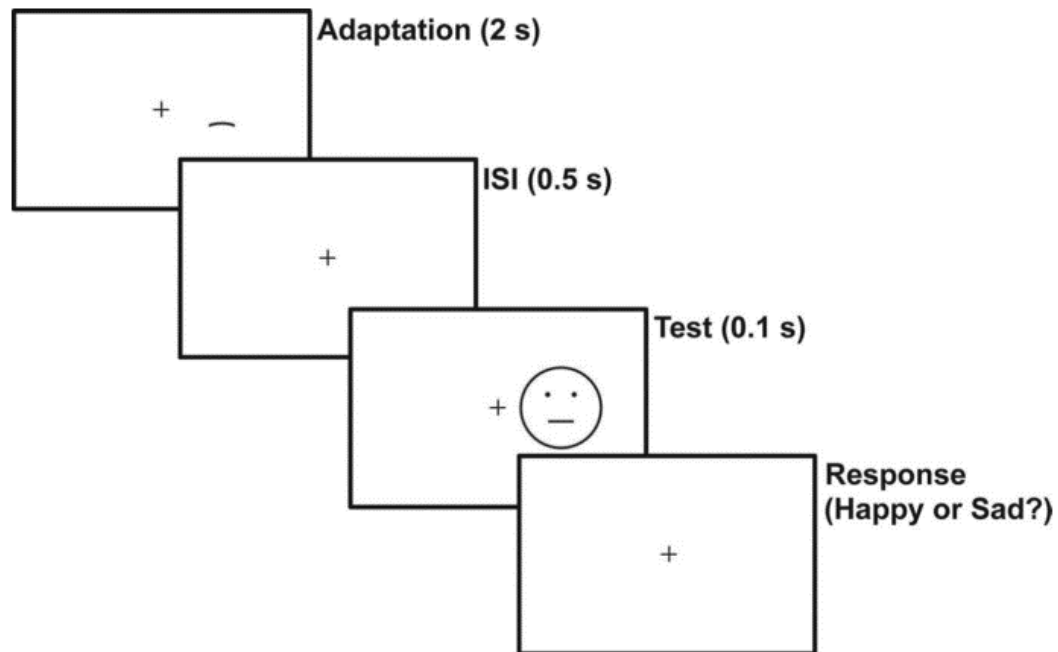 Adaptation (2 s)
ISI (0.5 s)
Test (0.1 s)
Response
(Happy or Sad?)